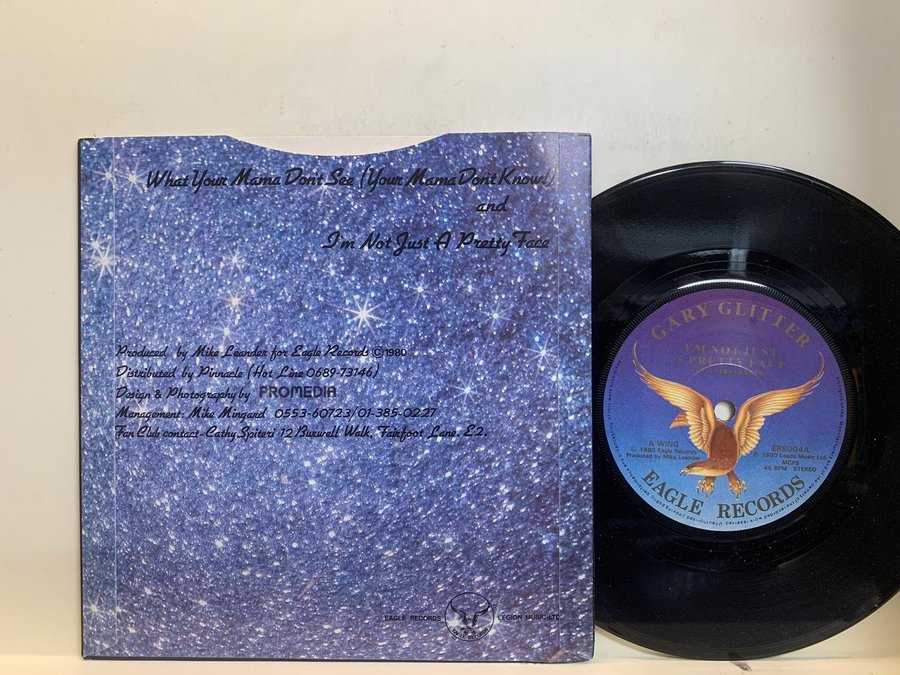 What Your Mama Don't See (Your Mama Don't Know!)
and
I'm Not Just A Pretty Face
Produced by Mike Leander for Eagle Records ©1980
Distributed by Pinnacle (Hot Line 0689-73146)
Design & Photography by PROMEDIA
Management: Mike Mingard 0553-60723/01-385-0227
Fan Club contact-Cathy Spiteri 12 Burwell Walk, Fairfoot Lane. E2.
EAGLE RECORDS
LEGION MUSIC LTD
GARY GLITTER
I'M NOT JUST
A PRETTY FACE
A WING
℗ 1980 Eagle Records
Produced by Mike Leander
ERS004A
© 1980 Leeds Music Ltd.
MCPS
45 RPM STEREO
EAGLE RECORDS